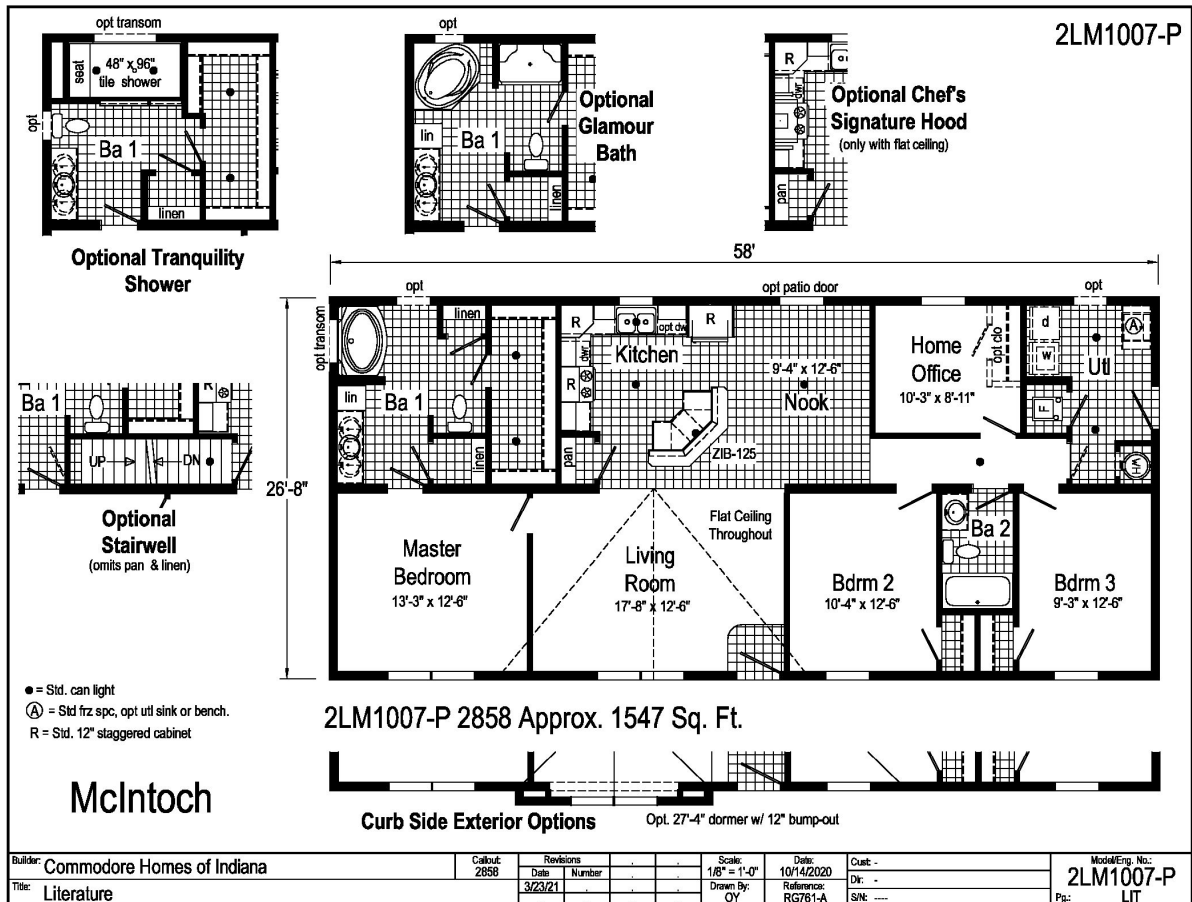 2LM1007-P
opt transom
seat
48" x 96"
tile shower
opt
Ba 1
linen
Optional Tranquility
Shower
opt
lin
Ba 1
linen
Optional
Glamour
Bath
R
dwr
pan
Optional Chef's
Signature Hood
(only with flat ceiling)
58'
26'-8"
opt transom
opt
linen
lin
Ba 1
linen
R
dwr
R
opt dw
R
Kitchen
pan
ZIB-125
opt patio door
9'-4" x 12'-6"
Nook
Home
Office
10'-3" x 8'-11"
opt clo
opt
d
w
A
Utl
F
WH
Ba 1
R
UP
DN
Optional
Stairwell
(omits pan & linen)
Master
Bedroom
13'-3" x 12'-6"
Flat Ceiling
Throughout
Living
Room
17'-8" x 12'-6"
Bdrm 2
10'-4" x 12'-6"
Ba 2
Bdrm 3
9'-3" x 12'-6"
● = Std. can light
Ⓐ = Std frz spc, opt utl sink or bench.
R = Std. 12" staggered cabinet
2LM1007-P 2858 Approx. 1547 Sq. Ft.
McIntoch
Curb Side Exterior Options
Opt. 27'-4" dormer w/ 12" bump-out
Builder: Commodore Homes of Indiana
Title: Literature
Callout:
2858
Revisions
Date Number
3/23/21
Scale:
1/8" = 1'-0"
Drawn By:
OY
Date:
10/14/2020
Reference:
RG761-A
Cust: -
Dir: -
S/N: ----
Model/Eng. No.:
2LM1007-P
Pg.: LIT